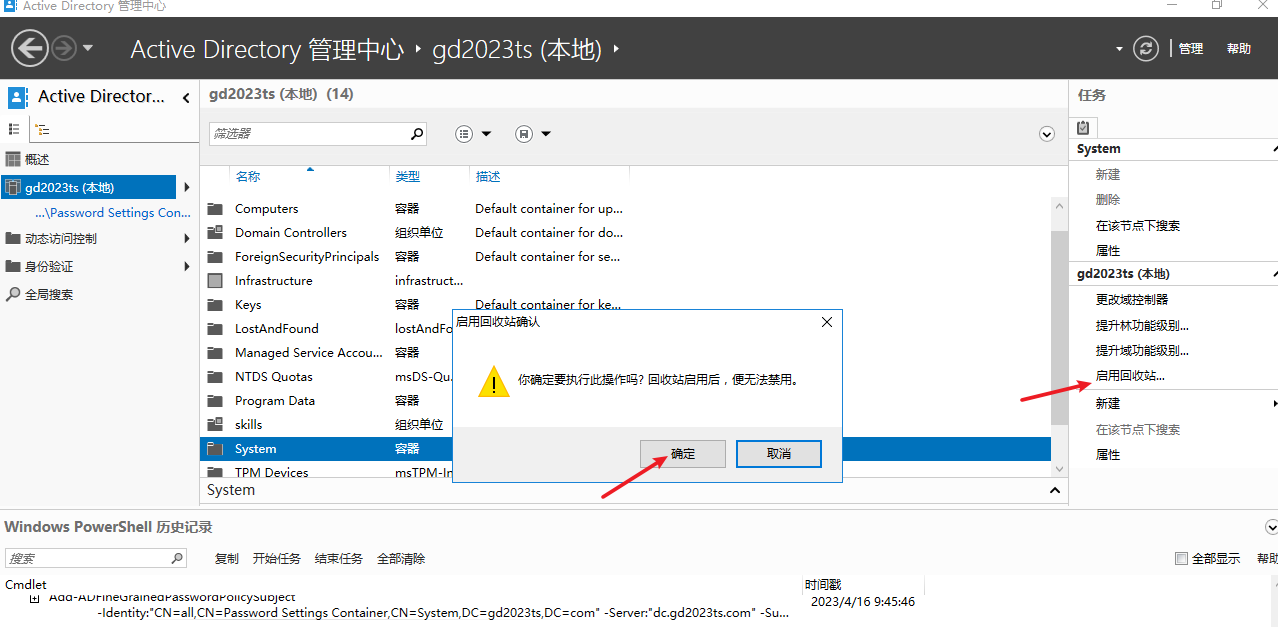 Active Directory 管理中心
Active Directory 管理中心 gd2023ts (本地)
管理 帮助
Active Director...
概述
gd2023ts (本地)
...\Password Settings Con...
动态访问控制
身份验证
全局搜索
gd2023ts (本地) (14)
筛选器
名称 类型 描述
Computers 容器 Default container for up...
Domain Controllers 组织单位 Default container for do...
ForeignSecurityPrincipals 容器 Default container for se...
Infrastructure infrastruct...
Keys 容器 Default container for ke...
LostAndFound lostAndFo
Managed Service Accou... 容器
NTDS Quotas msDS-Qu
Program Data 容器
skills 组织单位
System 容器
TPM Devices msTPM-In
System
启用回收站确认
你确定要执行此操作吗? 回收站启用后，便无法禁用。
确定 取消
任务
System
新建
删除
在该节点下搜索
属性
gd2023ts (本地)
更改域控制器
提升林功能级别...
提升域功能级别...
启用回收站...
新建
在该节点下搜索
属性
Windows PowerShell 历史记录
搜索 复制 开始任务 结束任务 全部清除 全部显示 帮助
Cmdlet 时间戳
Add-ADFineGrainedPasswordPolicySubject 2023/4/16 9:45:46
-Identity:"CN=all,CN=Password Settings Container,CN=System,DC=gd2023ts,DC=com" -Server:"dc.gd2023ts.com" -Su...